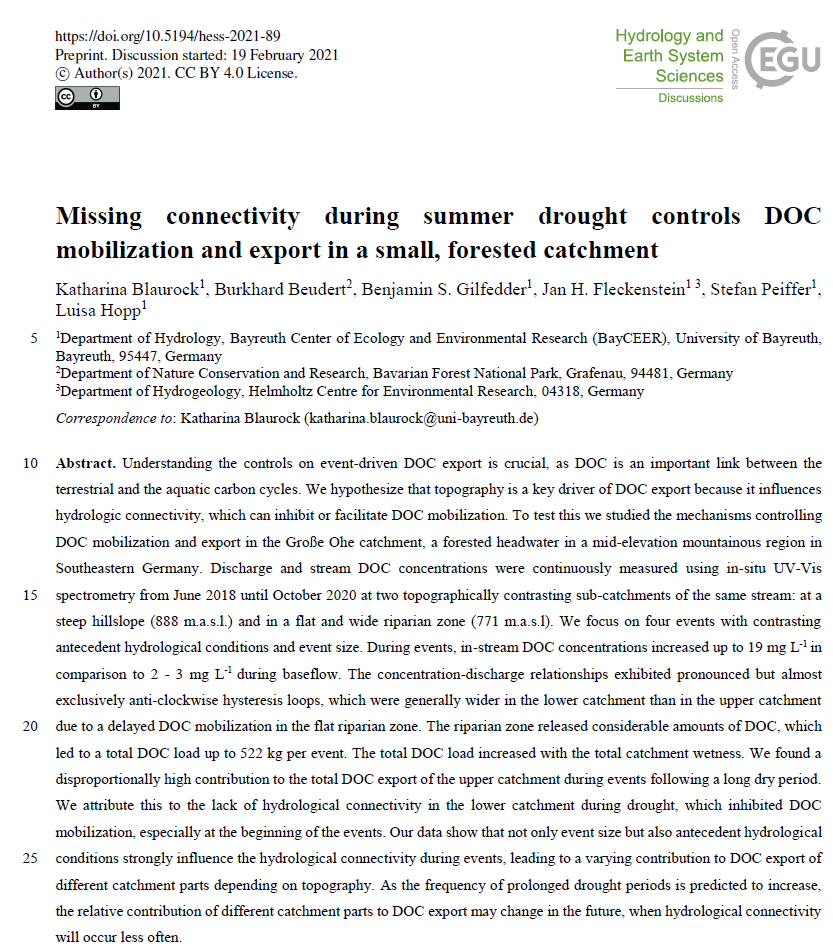 https://doi.org/10.5194/hess-2021-89
Preprint. Discussion started: 19 February 2021
© Author(s) 2021. CC BY 4.0 License.
cc BY
Hydrology and
Earth System
Sciences
Discussions
Open Access
EGU
Missing connectivity during summer drought controls DOC
mobilization and export in a small, forested catchment
Katharina Blaurock¹, Burkhard Beudert², Benjamin S. Gilfedder¹, Jan H. Fleckenstein¹ ³, Stefan Peiffer¹,
Luisa Hopp¹
5 ¹Department of Hydrology, Bayreuth Center of Ecology and Environmental Research (BayCEER), University of Bayreuth,
Bayreuth, 95447, Germany
²Department of Nature Conservation and Research, Bavarian Forest National Park, Grafenau, 94481, Germany
³Department of Hydrogeology, Helmholtz Centre for Environmental Research, 04318, Germany
Correspondence to: Katharina Blaurock (katharina.blaurock@uni-bayreuth.de)
10 Abstract. Understanding the controls on event-driven DOC export is crucial, as DOC is an important link between the
terrestrial and the aquatic carbon cycles. We hypothesize that topography is a key driver of DOC export because it influences
hydrologic connectivity, which can inhibit or facilitate DOC mobilization. To test this we studied the mechanisms controlling
DOC mobilization and export in the Große Ohe catchment, a forested headwater in a mid-elevation mountainous region in
Southeastern Germany. Discharge and stream DOC concentrations were continuously measured using in-situ UV-Vis
15 spectrometry from June 2018 until October 2020 at two topographically contrasting sub-catchments of the same stream: at a
steep hillslope (888 m.a.s.l.) and in a flat and wide riparian zone (771 m.a.s.l). We focus on four events with contrasting
antecedent hydrological conditions and event size. During events, in-stream DOC concentrations increased up to 19 mg L⁻¹ in
comparison to 2 - 3 mg L⁻¹ during baseflow. The concentration-discharge relationships exhibited pronounced but almost
exclusively anti-clockwise hysteresis loops, which were generally wider in the lower catchment than in the upper catchment
20 due to a delayed DOC mobilization in the flat riparian zone. The riparian zone released considerable amounts of DOC, which
led to a total DOC load up to 522 kg per event. The total DOC load increased with the total catchment wetness. We found a
disproportionally high contribution to the total DOC export of the upper catchment during events following a long dry period.
We attribute this to the lack of hydrological connectivity in the lower catchment during drought, which inhibited DOC
mobilization, especially at the beginning of the events. Our data show that not only event size but also antecedent hydrological
25 conditions strongly influence the hydrological connectivity during events, leading to a varying contribution to DOC export of
different catchment parts depending on topography. As the frequency of prolonged drought periods is predicted to increase,
the relative contribution of different catchment parts to DOC export may change in the future, when hydrological connectivity
will occur less often.